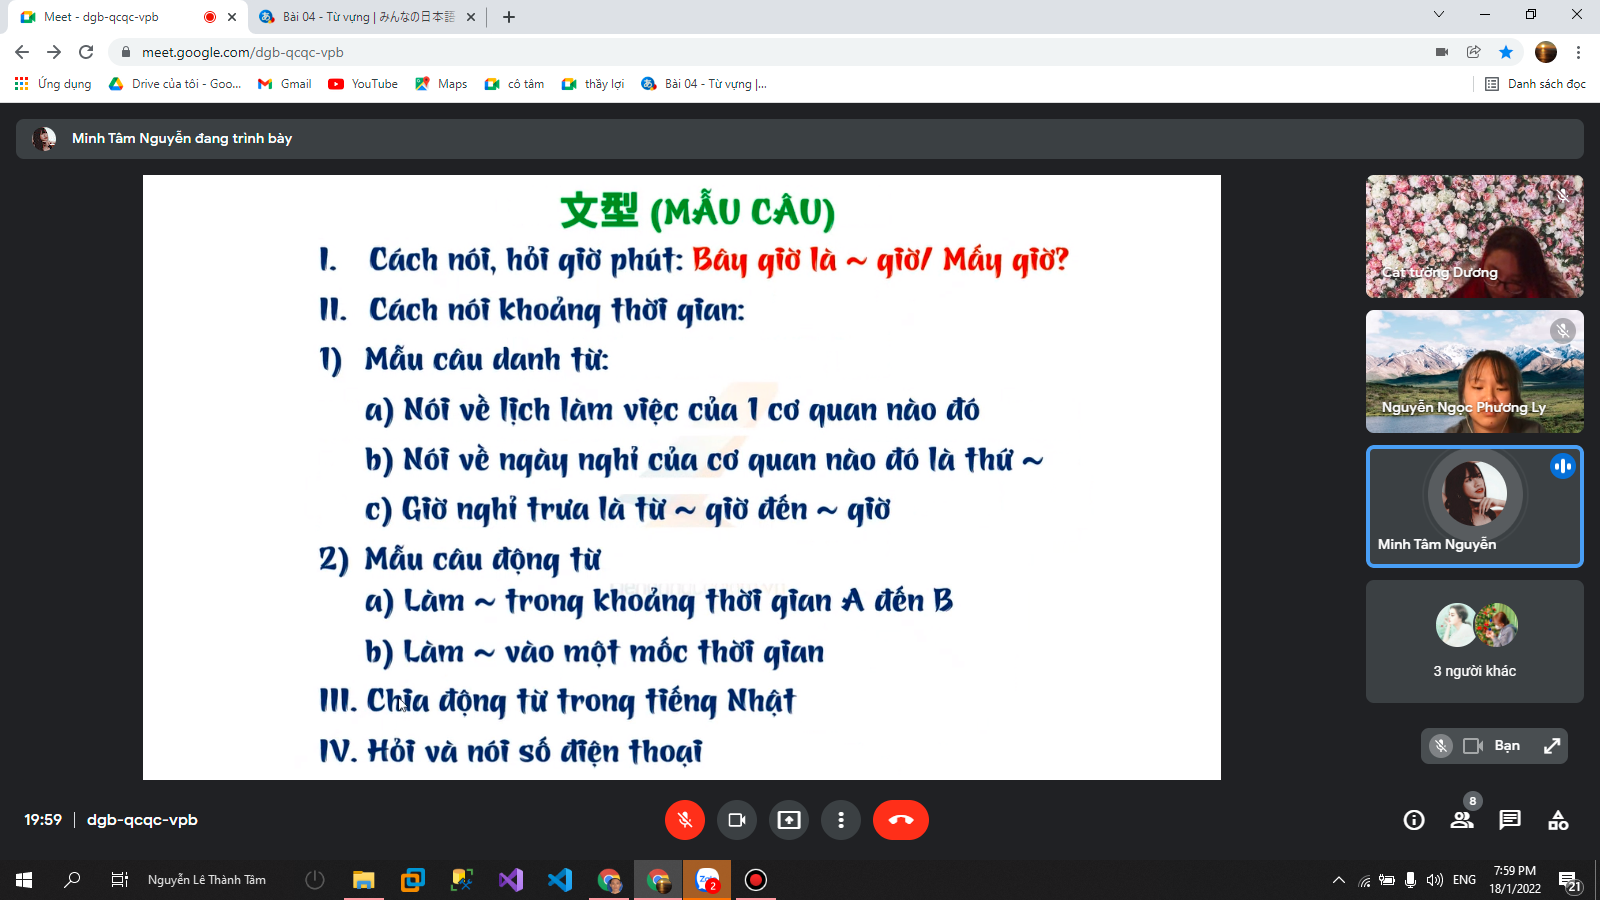 Meet - dgb-qcqc-vpb
Bài 04 - Từ vựng | みんなの日本語
meet.google.com/dgb-qcqc-vpb
Ứng dụng
Drive của tôi - Goo...
Gmail
YouTube
Maps
cô tâm
thầy lợi
Bài 04 - Từ vựng |...
Danh sách đọc
Minh Tâm Nguyễn đang trình bày
文型 (MẪU CÂU)
I. Cách nói, hỏi giờ phút: Bây giờ là ~ giờ/ Mấy giờ?
II. Cách nói khoảng thời gian:
1) Mẫu câu danh từ:
a) Nói về lịch làm việc của 1 cơ quan nào đó
b) Nói về ngày nghỉ của cơ quan nào đó là thứ ~
c) Giờ nghỉ trưa là từ ~ giờ đến ~ giờ
2) Mẫu câu động từ
a) Làm ~ trong khoảng thời gian A đến B
b) Làm ~ vào một mốc thời gian
III. Chia động từ trong tiếng Nhật
IV. Hỏi và nói số điện thoại
Cát tường Dương
Nguyễn Ngọc Phương Ly
Minh Tâm Nguyễn
3 người khác
Bạn
19:59 | dgb-qcqc-vpb
8
Nguyễn Lê Thành Tâm
Zalo
2
ENG
7:59 PM
18/1/2022
21